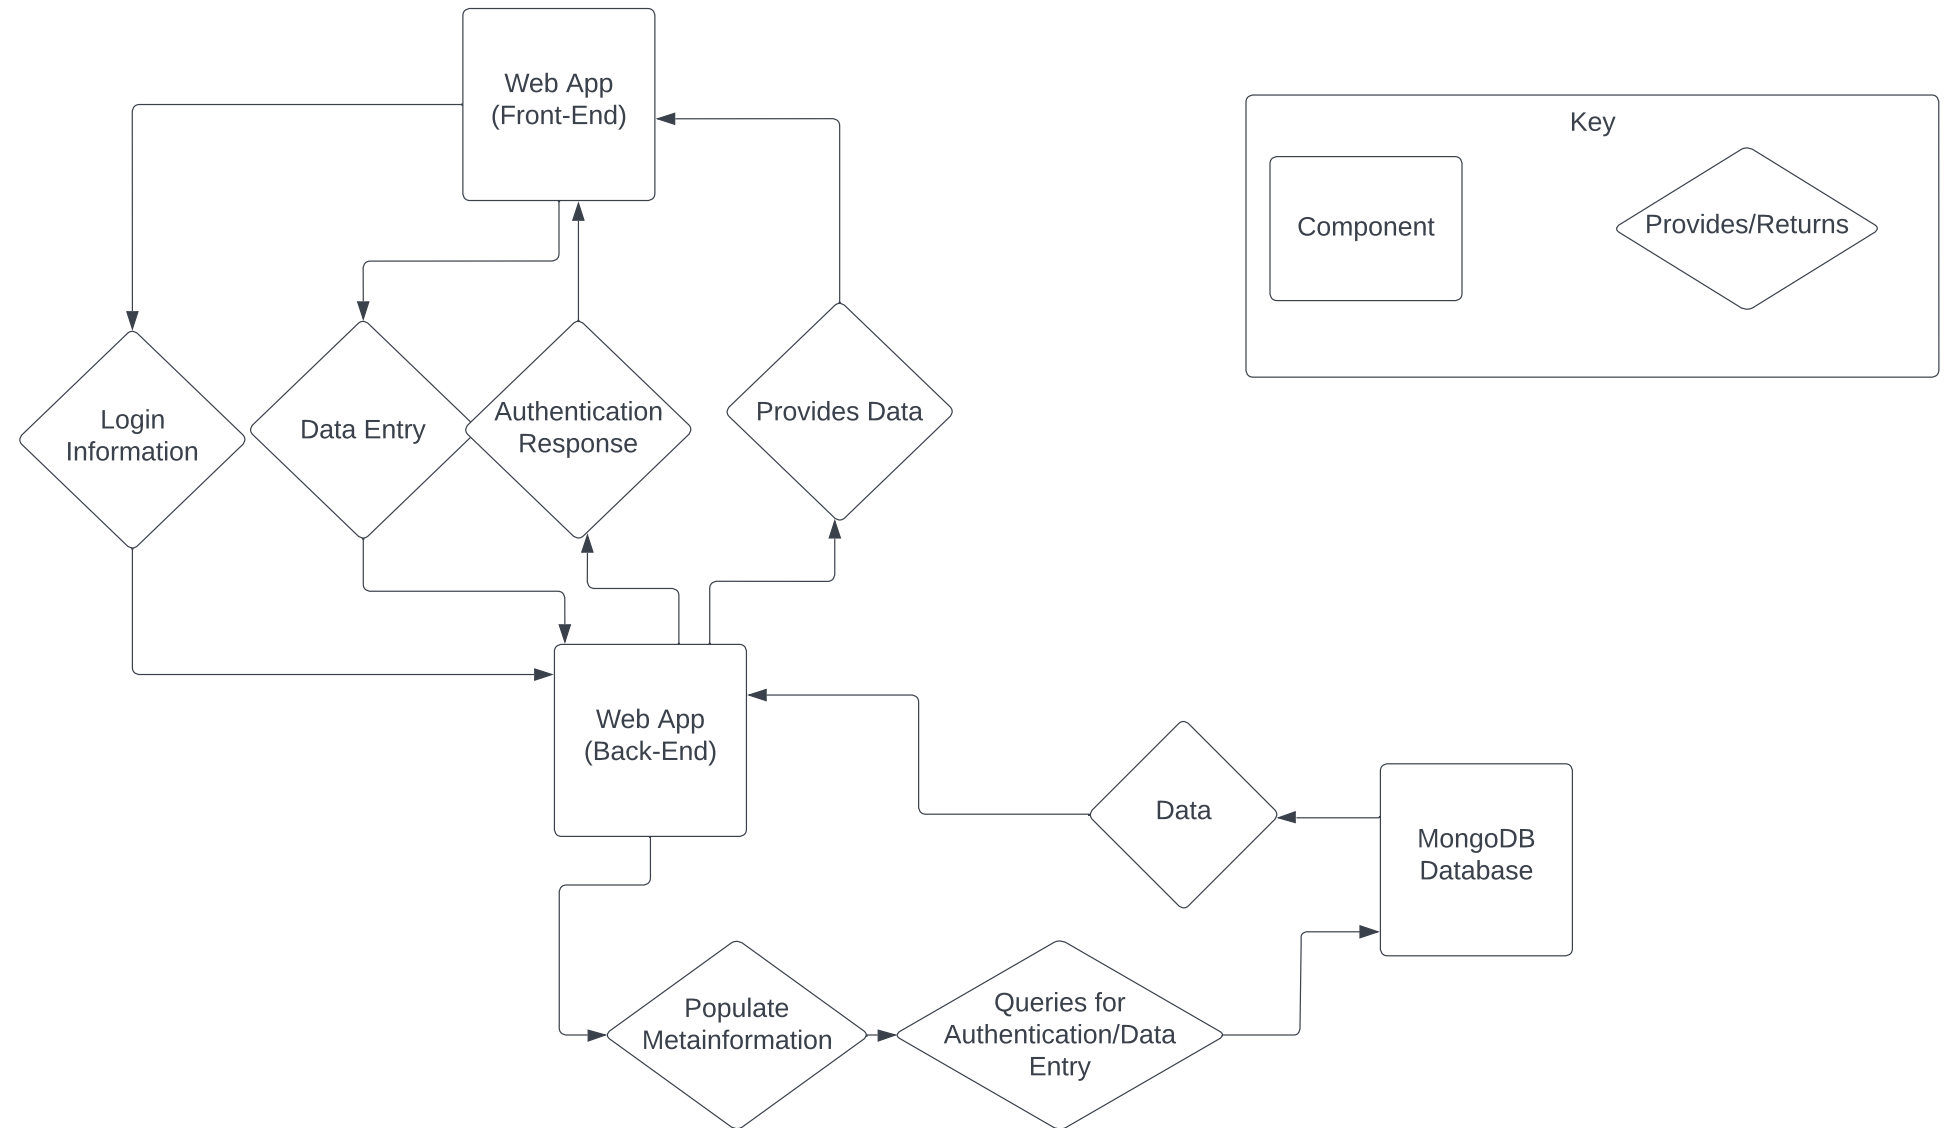 Web App
(Front-End)
Key
Component
Provides/Returns
Login
Information
Data Entry
Authentication
Response
Provides Data
Web App
(Back-End)
Data
MongoDB
Database
Populate
Metainformation
Queries for
Authentication/Data
Entry